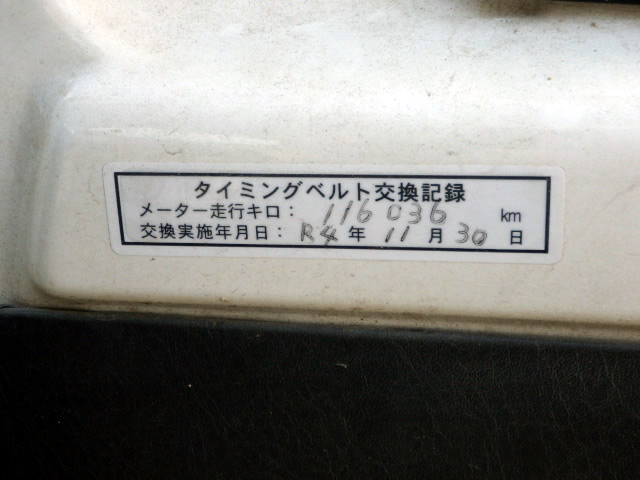 タイミングベルト交換記録
メーター走行キロ： 116036 km
交換実施年月日： R4 年 11 月 30 日